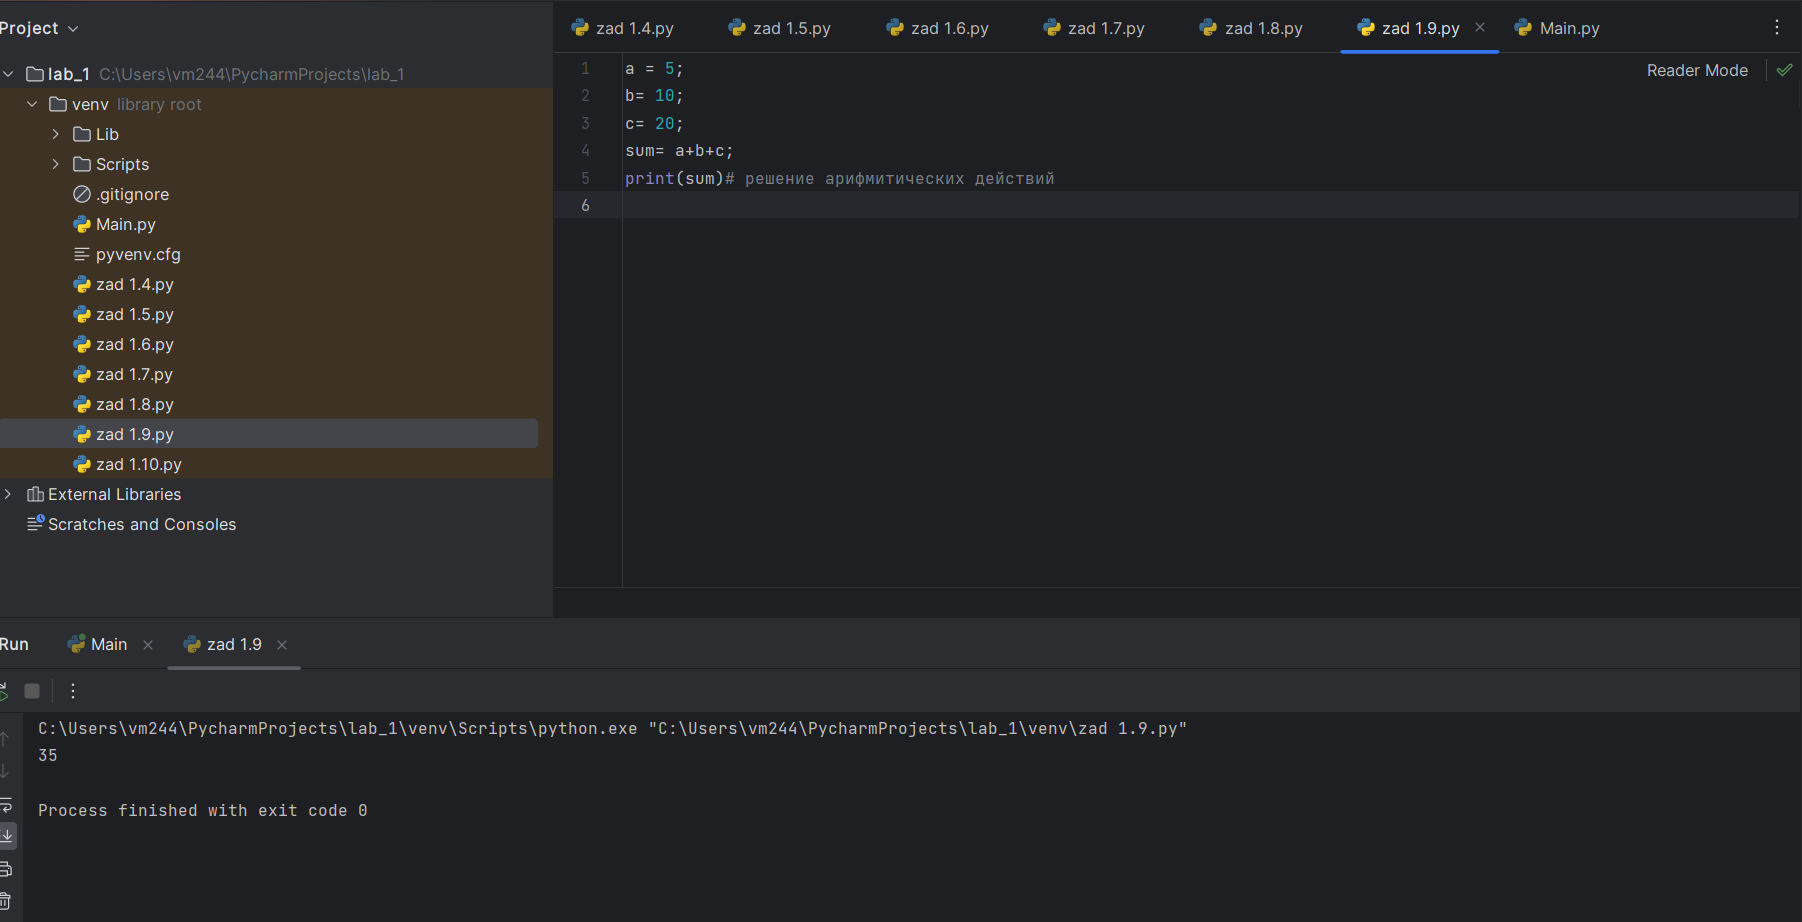 Project
lab_1 C:\Users\vm244\PycharmProjects\lab_1
venv library root
Lib
Scripts
.gitignore
Main.py
pyvenv.cfg
zad 1.4.py
zad 1.5.py
zad 1.6.py
zad 1.7.py
zad 1.8.py
zad 1.9.py
zad 1.10.py
External Libraries
Scratches and Consoles
zad 1.4.py zad 1.5.py zad 1.6.py zad 1.7.py zad 1.8.py zad 1.9.py Main.py
Reader Mode
1 a = 5;
2 b= 10;
3 c= 20;
4 sum= a+b+c;
5 print(sum)# решение арифмитических действий
6
Run Main zad 1.9
C:\Users\vm244\PycharmProjects\lab_1\venv\Scripts\python.exe "C:\Users\vm244\PycharmProjects\lab_1\venv\zad 1.9.py"
35
Process finished with exit code 0